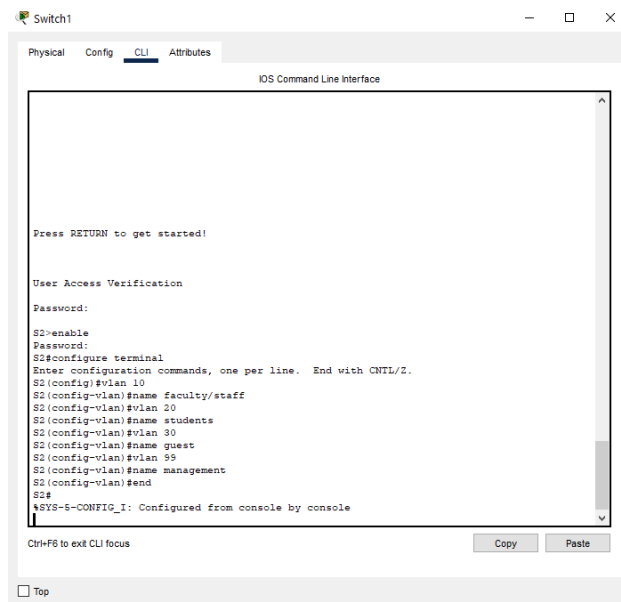 Switch1
Physical Config CLI Attributes
IOS Command Line Interface
Press RETURN to get started!
User Access Verification
Password:
S2>enable
Password:
S2#configure terminal
Enter configuration commands, one per line.  End with CNTL/Z.
S2(config)#vlan 10
S2(config-vlan)#name faculty/staff
S2(config-vlan)#vlan 20
S2(config-vlan)#name students
S2(config-vlan)#vlan 30
S2(config-vlan)#name guest
S2(config-vlan)#vlan 99
S2(config-vlan)#name management
S2(config-vlan)#end
S2#
%SYS-5-CONFIG_I: Configured from console by console
Ctrl+F6 to exit CLI focus Copy Paste
Top